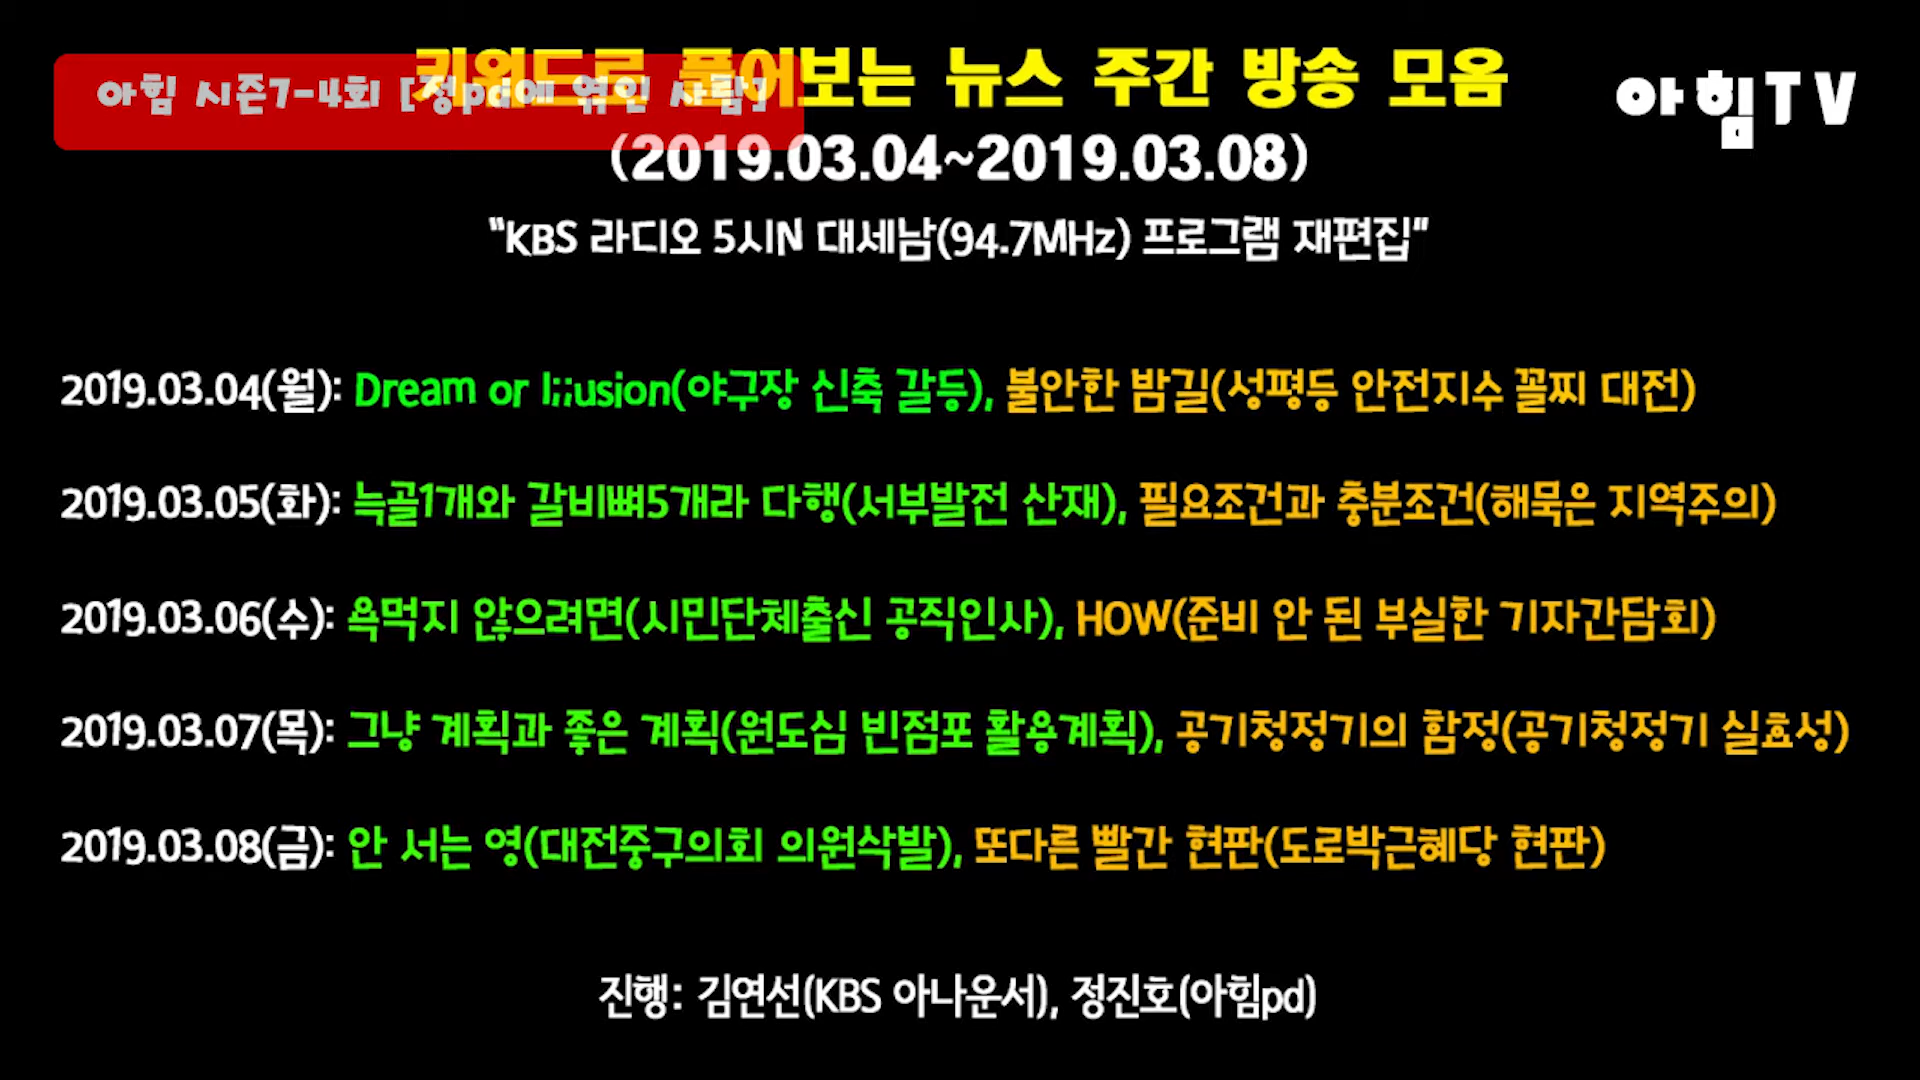 키워드로 풀어보는 뉴스 주간 방송 모음
아힘 시즌7-4회 [정pd에 엮인 사람]
아힘TV
(2019.03.04~2019.03.08)
"KBS 라디오 5시N 대세남(94.7MHz) 프로그램 재편집"
2019.03.04(월): Dream or l;;usion(야구장 신축 갈등), 불안한 밤길(성평등 안전지수 꼴찌 대전)
2019.03.05(화): 늑골1개와 갈비뼈5개라 다행(서부발전 산재), 필요조건과 충분조건(해묵은 지역주의)
2019.03.06(수): 욕먹지 않으려면(시민단체출신 공직인사), HOW(준비 안 된 부실한 기자간담회)
2019.03.07(목): 그냥 계획과 좋은 계획(원도심 빈점포 활용계획), 공기청정기의 함정(공기청정기 실효성)
2019.03.08(금): 안 서는 영(대전중구의회 의원삭발), 또다른 빨간 현판(도로박근혜당 현판)
진행: 김연선(KBS 아나운서), 정진호(아힘pd)